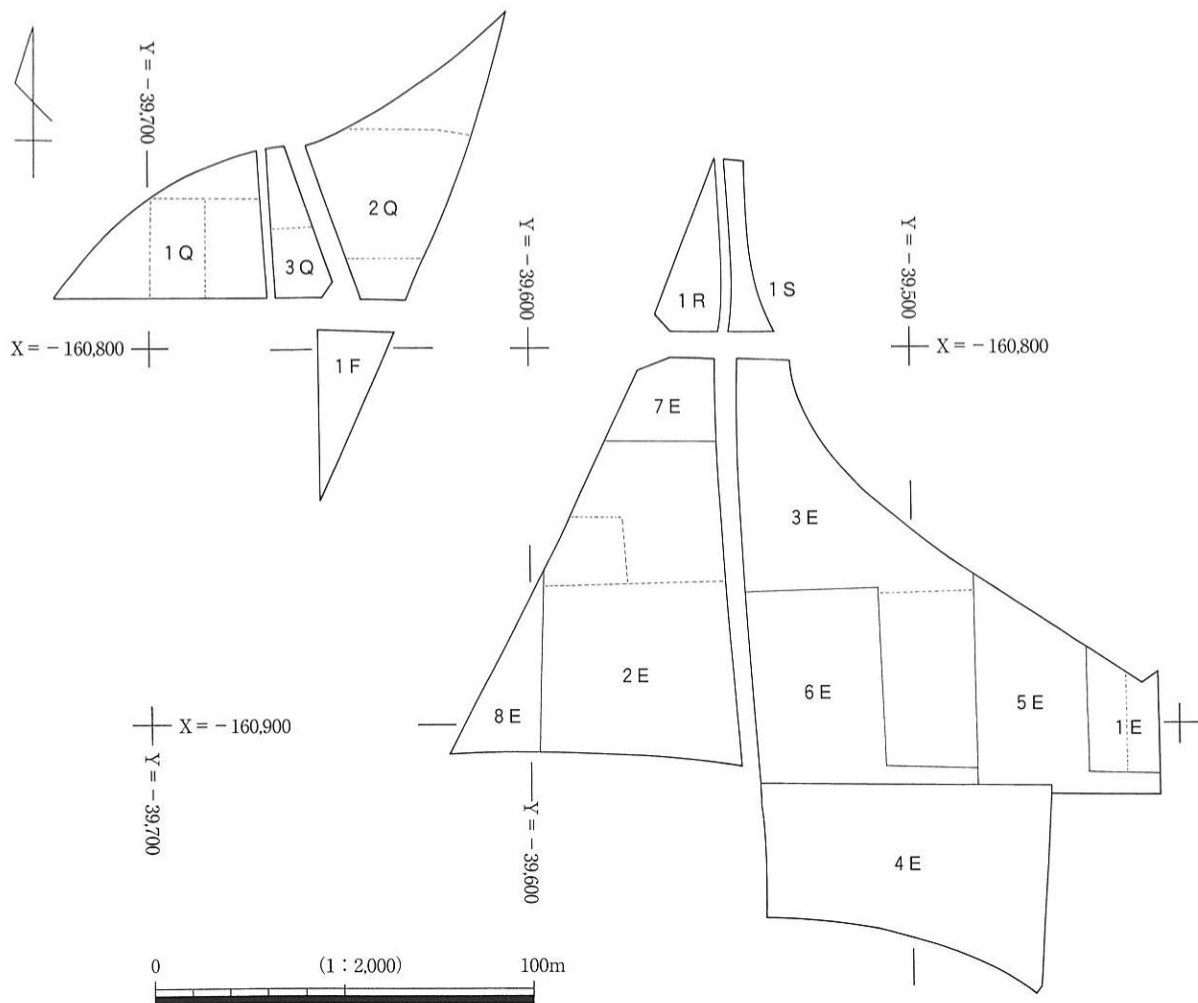 Y = −39,700
2 Q
1 Q
3 Q
Y = −39,600
Y = −39,500
1 R
1 S
X = −160,800
1 F
X = −160,800
7 E
3 E
2 E
6 E
5 E
8 E
1 E
X = −160,900
Y = −39,700
Y = −39,600
4 E
0
(1：2,000)
100m